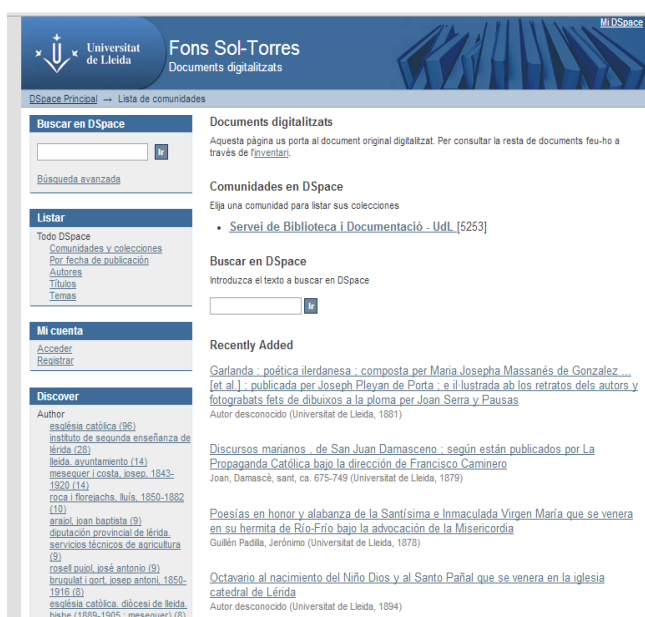 Mi DSpace
Universitat
de Lleida
Fons Sol-Torres
Documents digitalitzats
DSpace Principal → Lista de comunidades
Buscar en DSpace
Ir
Búsqueda avanzada
Listar
Todo DSpace
Comunidades y colecciones
Por fecha de publicación
Autores
Títulos
Temas
Mi cuenta
Acceder
Registrar
Discover
Author
església catòlica (96)
instituto de segunda enseñanza de
lérida (28)
lleida. ayuntamiento (14)
meseguer i costa, josep, 1843-
1920 (14)
roca i florejachs, lluís, 1850-1882
(10)
arajol, joan baptista (9)
diputación provincial de lérida.
servicios técnicos de agricultura
(9)
rosell pujol, josé antonio (9)
brugulat i gort, josep antoni, 1850-
1916 (8)
església catòlica. diòcesi de lleida.
bisbe (1889-1905 : meseguer) (8)
Documents digitalitzats
Aquesta pàgina us porta al document original digitalitzat. Per consultar la resta de documents feu-ho a
través de l'inventari.
Comunidades en DSpace
Elija una comunidad para listar sus colecciones
• Servei de Biblioteca i Documentació - UdL [5253]
Buscar en DSpace
Introduzca el texto a buscar en DSpace
Ir
Recently Added
Garlanda : poética ilerdanesa ; composta per Maria Josepha Massanés de Gonzalez ...
[et al.] ; publicada per Joseph Pleyan de Porta ; e il·lustrada ab los retratos dels autors y
fotograbats fets de dibuixos a la ploma per Joan Serra y Pausas
Autor desconocido (Universitat de Lleida, 1881)
Discursos marianos , de San Juan Damasceno ; según están publicados por La
Propaganda Católica bajo la dirección de Francisco Caminero
Joan, Damascè, sant, ca. 675-749 (Universitat de Lleida, 1879)
Poesías en honor y alabanza de la Santísima e Inmaculada Virgen María que se venera
en su hermita de Río-Frío bajo la advocación de la Misericordia
Guillén Padilla, Jerónimo (Universitat de Lleida, 1878)
Octavario al nacimiento del Niño Dios y al Santo Pañal que se venera en la iglesia
catedral de Lérida
Autor desconocido (Universitat de Lleida, 1894)